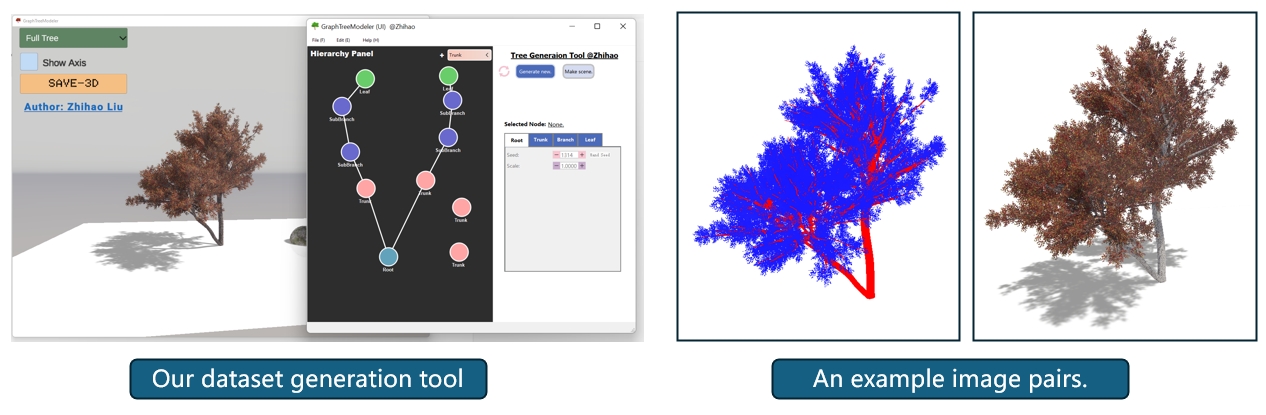 GraphTreeModeler
Full Tree
Show Axis
SAVE-3D
Author: Zhihao Liu
GraphTreeModeler (UI) @Zhihao
File (F) Edit (E) Help (H)
Hierarchy Panel
+ Trunk
Leaf
Leaf
SubBranch
SubBranch
SubBranch
SubBranch
Trunk
Trunk
Trunk
Trunk
Root
Tree Generaion Tool @Zhihao
Generate new.
Make scene.
Selected Node: None.
Root Trunk Branch Leaf
Seed: 1314
Scale: 1.0000
Our dataset generation tool
An example image pairs.